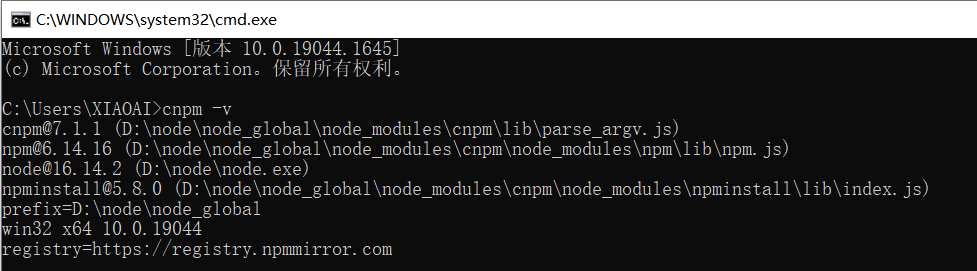 C:\WINDOWS\system32\cmd.exe
Microsoft Windows [版本 10.0.19044.1645]
(c) Microsoft Corporation。保留所有权利。
C:\Users\XIAOAI>cnpm -v
cnpm@7.1.1 (D:\node\node_global\node_modules\cnpm\lib\parse_argv.js)
npm@6.14.16 (D:\node\node_global\node_modules\cnpm\node_modules\npm\lib\npm.js)
node@16.14.2 (D:\node\node.exe)
npminstall@5.8.0 (D:\node\node_global\node_modules\cnpm\node_modules\npminstall\lib\index.js)
prefix=D:\node\node_global
win32 x64 10.0.19044
registry=https://registry.npmmirror.com